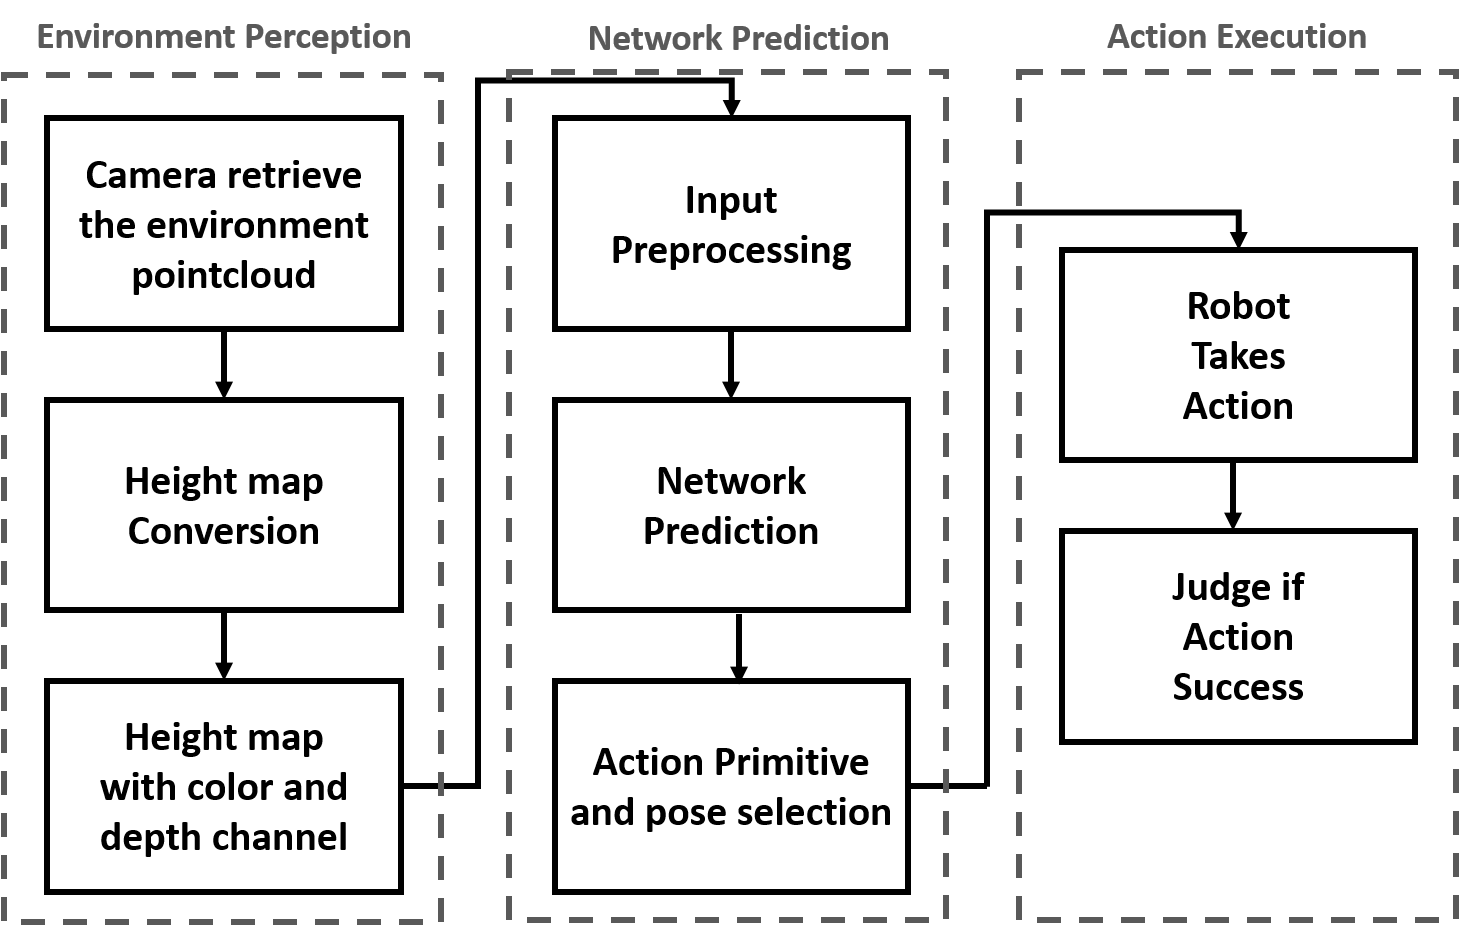 Environment Perception
Camera retrieve
the environment
pointcloud
Height map
Conversion
Height map
with color and
depth channel
Network Prediction
Input
Preprocessing
Network
Prediction
Action Primitive
and pose selection
Action Execution
Robot
Takes
Action
Judge if
Action
Success